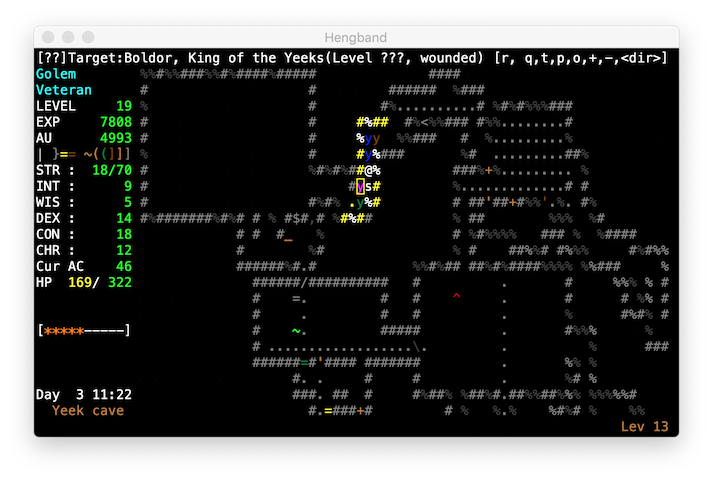 Hengband
[??]Target:Boldor, King of the Yeeks(Level ???, wounded) [r, q,t,p,o,+,-,<dir>]
Golem
Veteran
LEVEL 19
EXP 7808
AU 4993
| }== ~((]]]
STR : 18/70
INT : 9
WIS : 5
DEX : 14
CON : 18
CHR : 12
Cur AC 46
HP 169/ 322
[*****-----]
Day 3 11:22
Yeek cave
Lev 13